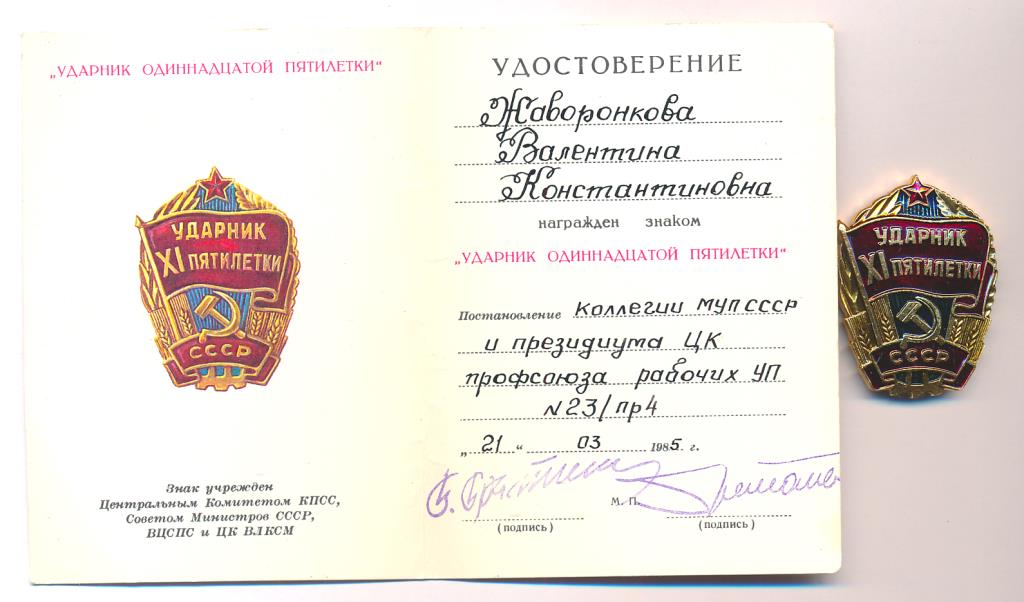 „УДАРНИК ОДИННАДЦАТОЙ ПЯТИЛЕТКИ“
УДАРНИК
XI ПЯТИЛЕТКИ
СССР
Знак учрежден
Центральным Комитетом КПСС,
Советом Министров СССР,
ВЦСПС и ЦК ВЛКСМ
УДОСТОВЕРЕНИЕ
Жаворонкова
Валентина
Константиновна
награжден знаком
„УДАРНИК ОДИННАДЦАТОЙ ПЯТИЛЕТКИ“
Постановление Коллегии МУП СССР
и президиума ЦК
профсоюза рабочих УП
N23/пр4
„21“ 03 1985 г.
М. П.
(подпись) (подпись)
УДАРНИК
XI ПЯТИЛЕТКИ
СССР